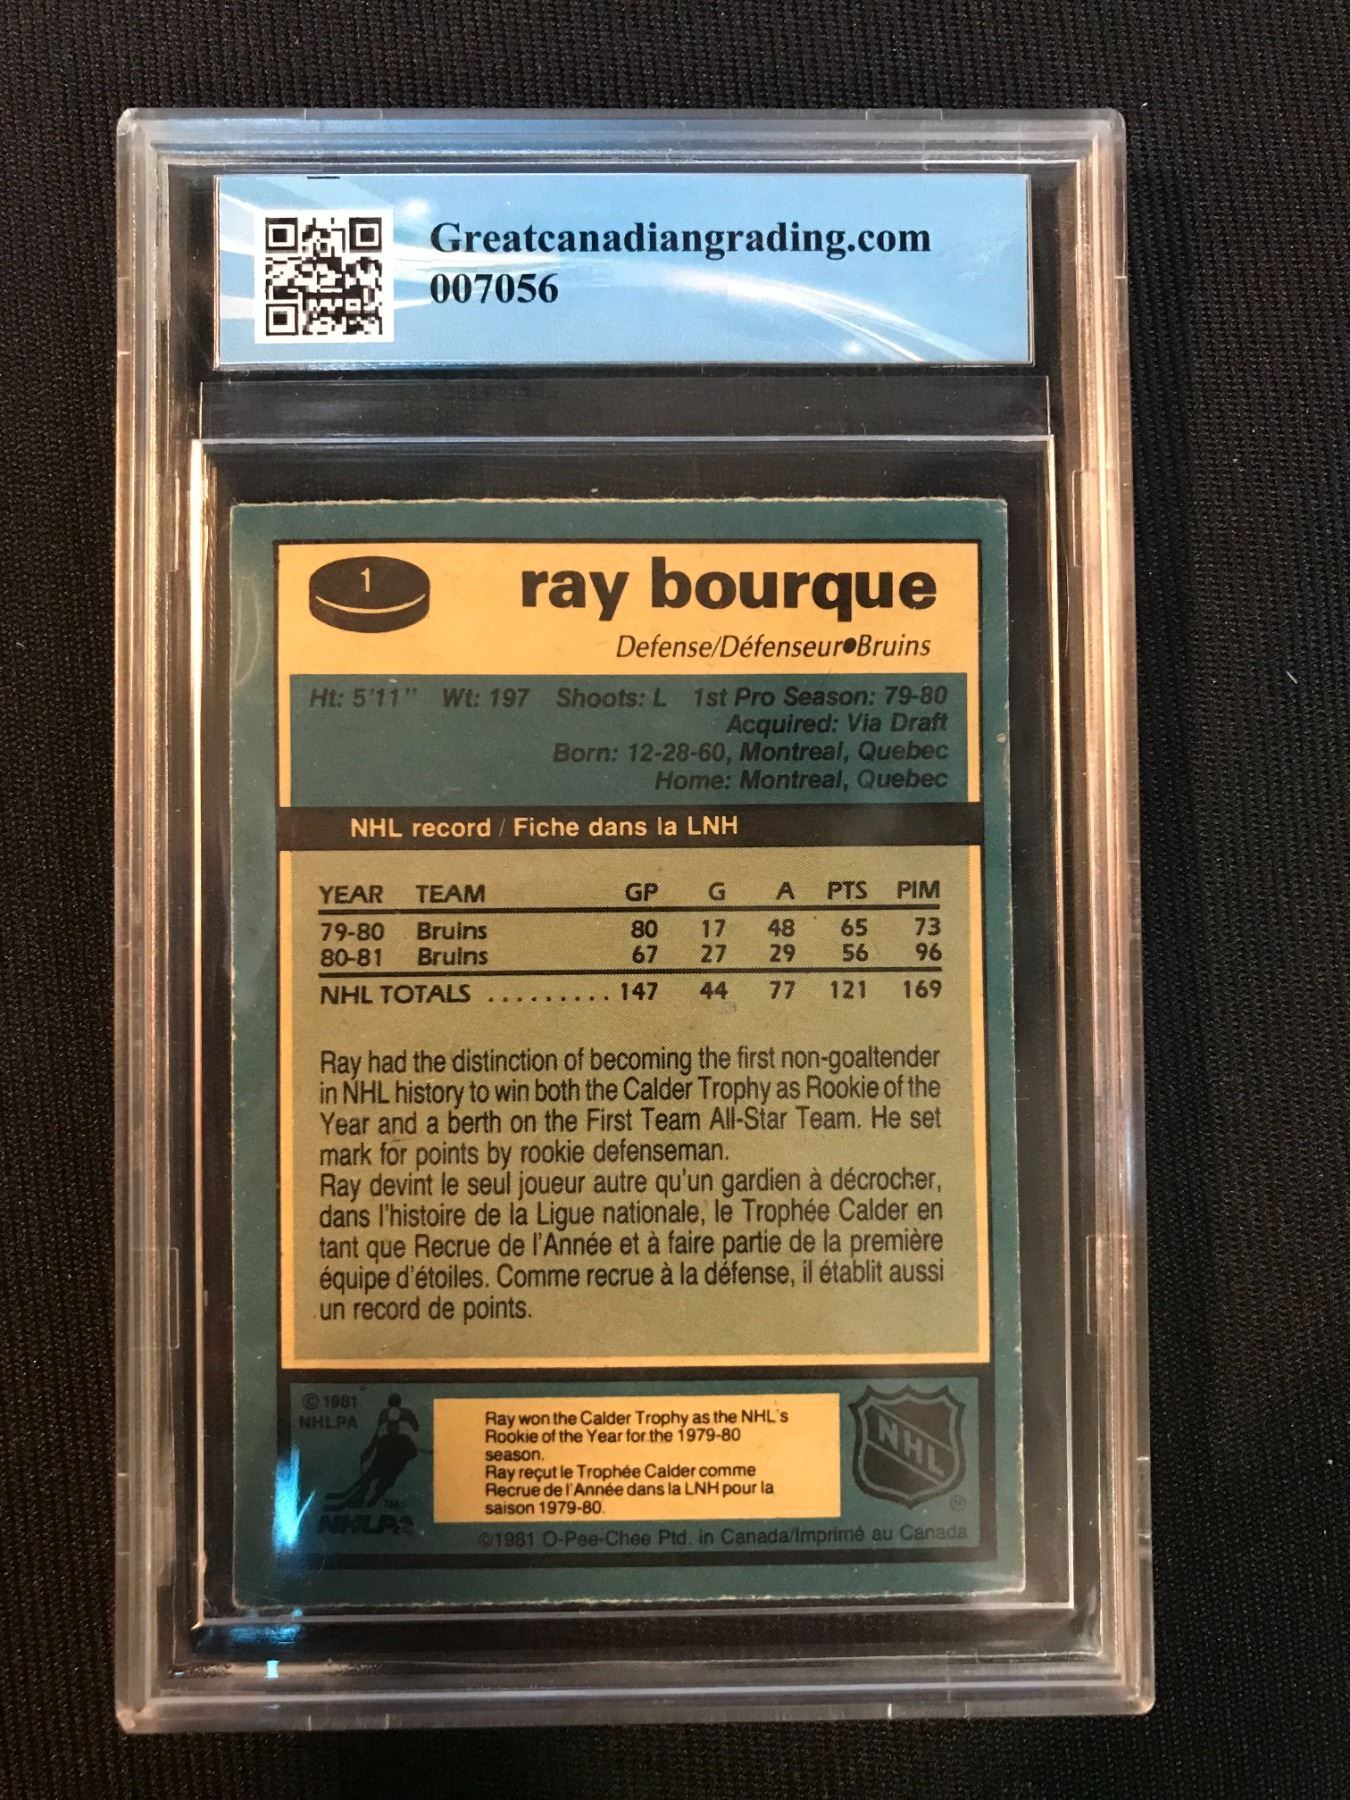 Greatcanadiangrading.com
007056
1
ray bourque
Defense/Défenseur•Bruins
Ht: 5'11" Wt: 197 Shoots: L 1st Pro Season: 79-80
Acquired: Via Draft
Born: 12-28-60, Montreal, Quebec
Home: Montreal, Quebec
NHL record / Fiche dans la LNH
YEAR TEAM GP G A PTS PIM
79-80 Bruins 80 17 48 65 73
80-81 Bruins 67 27 29 56 96
NHL TOTALS ......... 147 44 77 121 169
Ray had the distinction of becoming the first non-goaltender
in NHL history to win both the Calder Trophy as Rookie of the
Year and a berth on the First Team All-Star Team. He set
mark for points by rookie defenseman.
Ray devint le seul joueur autre qu'un gardien à décrocher,
dans l'histoire de la Ligue nationale, le Trophée Calder en
tant que Recrue de l'Année et à faire partie de la première
équipe d'étoiles. Comme recrue à la défense, il établit aussi
un record de points.
© 1981
NHLPA
TM
NHLPA
Ray won the Calder Trophy as the NHL's
Rookie of the Year for the 1979-80
season.
Ray reçut le Trophée Calder comme
Recrue de l'Année dans la LNH pour la
saison 1979-80.
NHL
®
©1981 O-Pee-Chee Ptd. in Canada/Imprimé au Canada